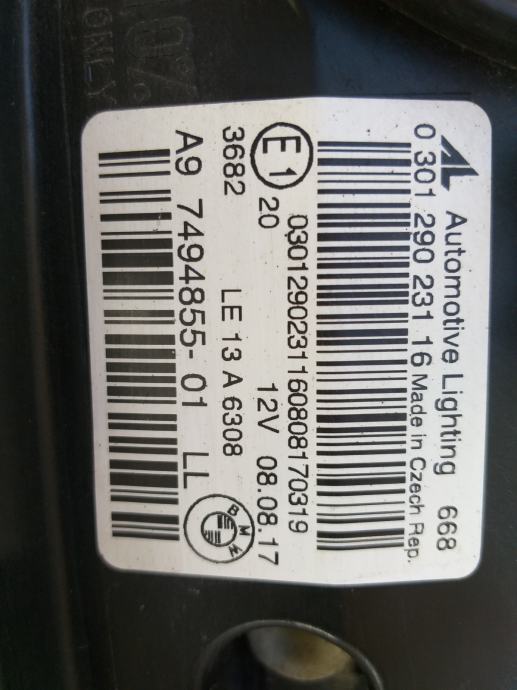 Automotive Lighting 668
0 301 290 231 16 Made in Czech Rep.
0301290231160808170319
E1 20 12V 08.08.17
3682 LE 13 A 6308
A9 7494855-01 LL
BMW
ONLY